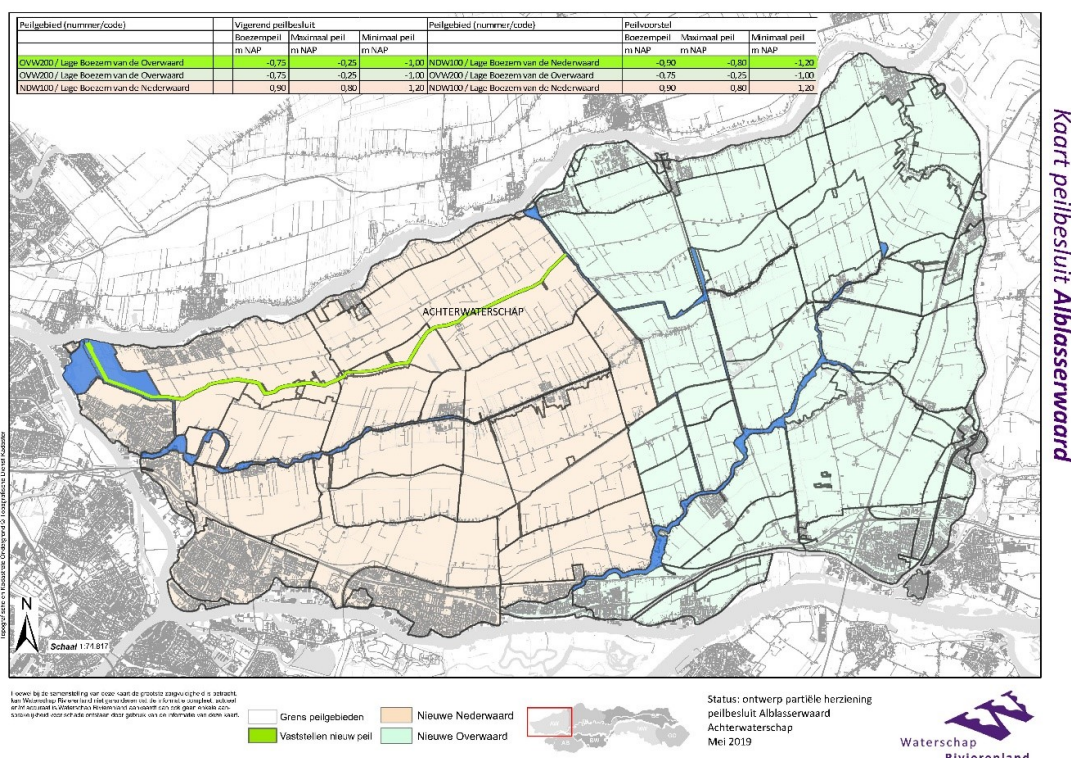 Peilgebied (nummer/code) Vigerend peilbesluit Peilgebied (nummer/code) Peilvoorstel
Boezempeil Maximaal peil Minimaal peil Boezempeil Maximaal peil Minimaal peil
m NAP m NAP m NAP m NAP m NAP m NAP
OVW200 / Lage Boezem van de Overwaard -0,75 -0,25 -1,00 NDW100 / Lage Boezem van de Nederwaard -0,90 -0,80 -1,20
OVW200 / Lage Boezem van de Overwaard -0,75 -0,25 -1,00 OVW200 / Lage Boezem van de Overwaard -0,75 -0,25 -1,00
NDW100 / Lage Boezem van de Nederwaard 0,90 0,80 1,20 NDW100 / Lage Boezem van de Nederwaard 0,90 0,80 1,20
Kaart peilbesluit Alblasserwaard
ACHTERWATERSCHAP
N
Schaal 1:74.817
Grens peilgebieden
Vaststellen nieuw peil
Nieuwe Nederwaard
Nieuwe Overwaard
Status: ontwerp partiële herziening
peilbesluit Alblasserwaard
Achterwaterschap
Mei 2019
Waterschap
Rivierenland